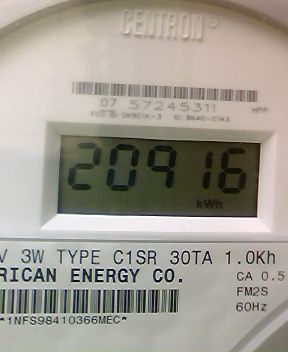 CENTRON®
07 57245311 HPP
20916
kWh
V 3W TYPE C1SR 30TA 1.0Kh
RICAN ENERGY CO. CA 0.5
FM2S
*1NFS98410366MEC* 60Hz